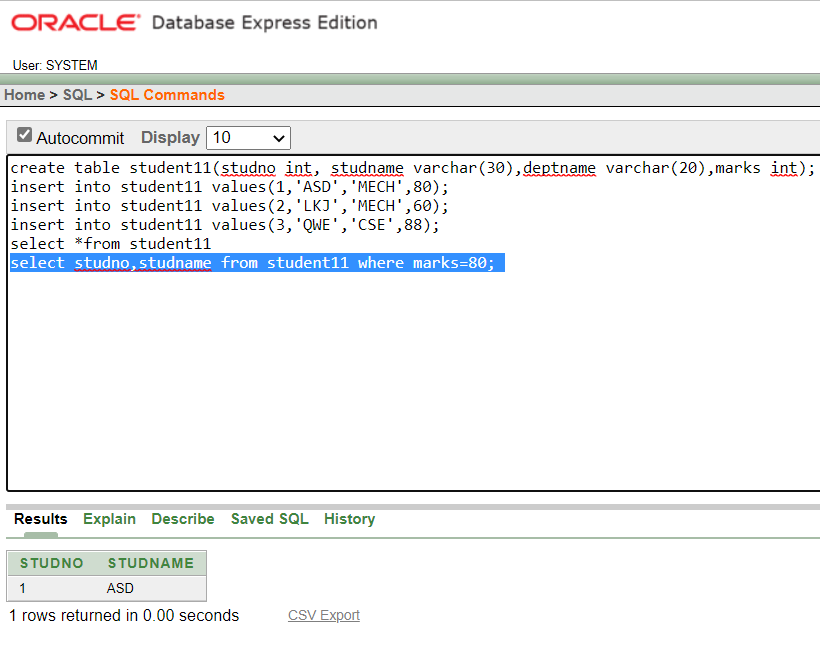 ORACLE® Database Express Edition
User: SYSTEM
Home > SQL > SQL Commands
Autocommit Display 10
create table student11(studno int, studname varchar(30),deptname varchar(20),marks int);
insert into student11 values(1,'ASD','MECH',80);
insert into student11 values(2,'LKJ','MECH',60);
insert into student11 values(3,'QWE','CSE',88);
select *from student11
select studno,studname from student11 where marks=80;
Results Explain Describe Saved SQL History
STUDNO STUDNAME
1 ASD
1 rows returned in 0.00 seconds CSV Export